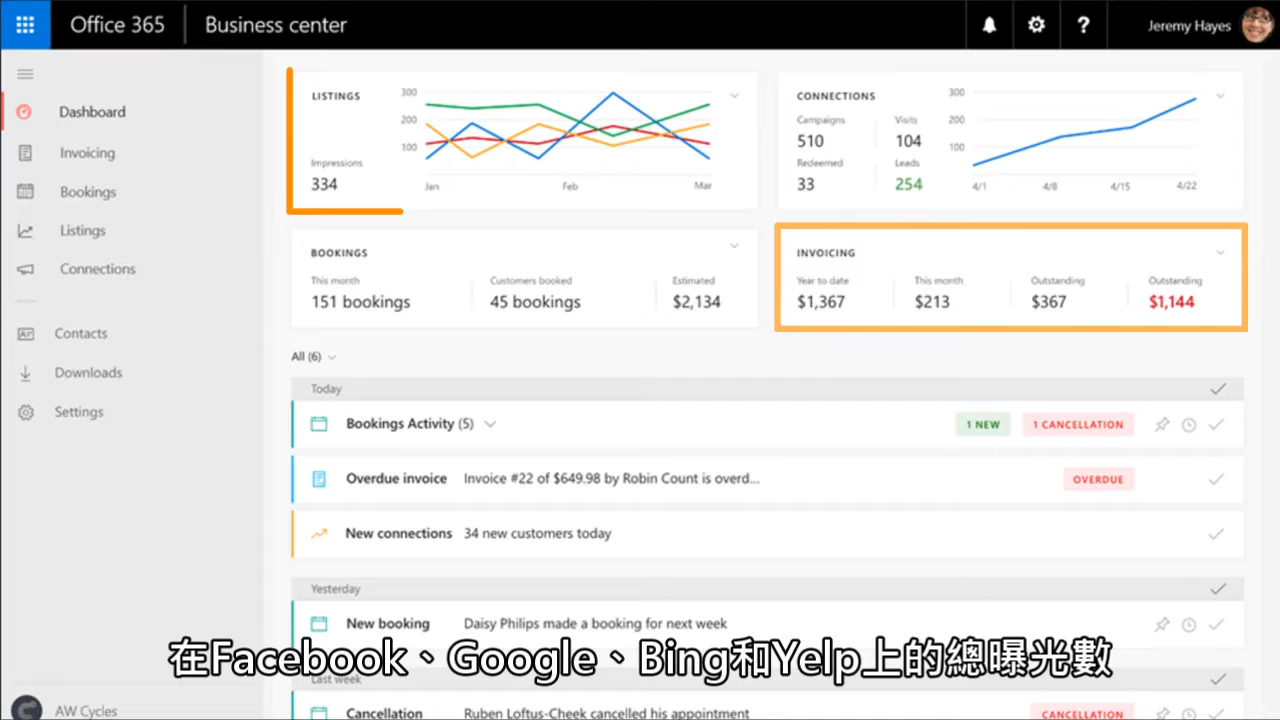 Office 365 Business center Jeremy Hayes
Dashboard
Invoicing
Bookings
Listings
Connections
Contacts
Downloads
Settings
AW Cycles
LISTINGS
Impressions
334
300
200
100
Jan Feb Mar
CONNECTIONS
Campaigns Visits
510 104
Redeemed Leads
33 254
300
200
100
4/1 4/8 4/15 4/22
BOOKINGS
This month Customers booked Estimated
151 bookings 45 bookings $2,134
INVOICING
Year to date This month Outstanding Outstanding
$1,367 $213 $367 $1,144
All (6)
Today
Bookings Activity (5) 1 NEW 1 CANCELLATION
Overdue invoice Invoice #22 of $649.98 by Robin Count is overd... OVERDUE
New connections 34 new customers today
Yesterday
New booking Daisy Philips made a booking for next week
在Facebook、Google、Bing和Yelp上的總曝光數
Last week
Cancellation Ruben Loftus-Cheek cancelled his appointment CANCELLATION